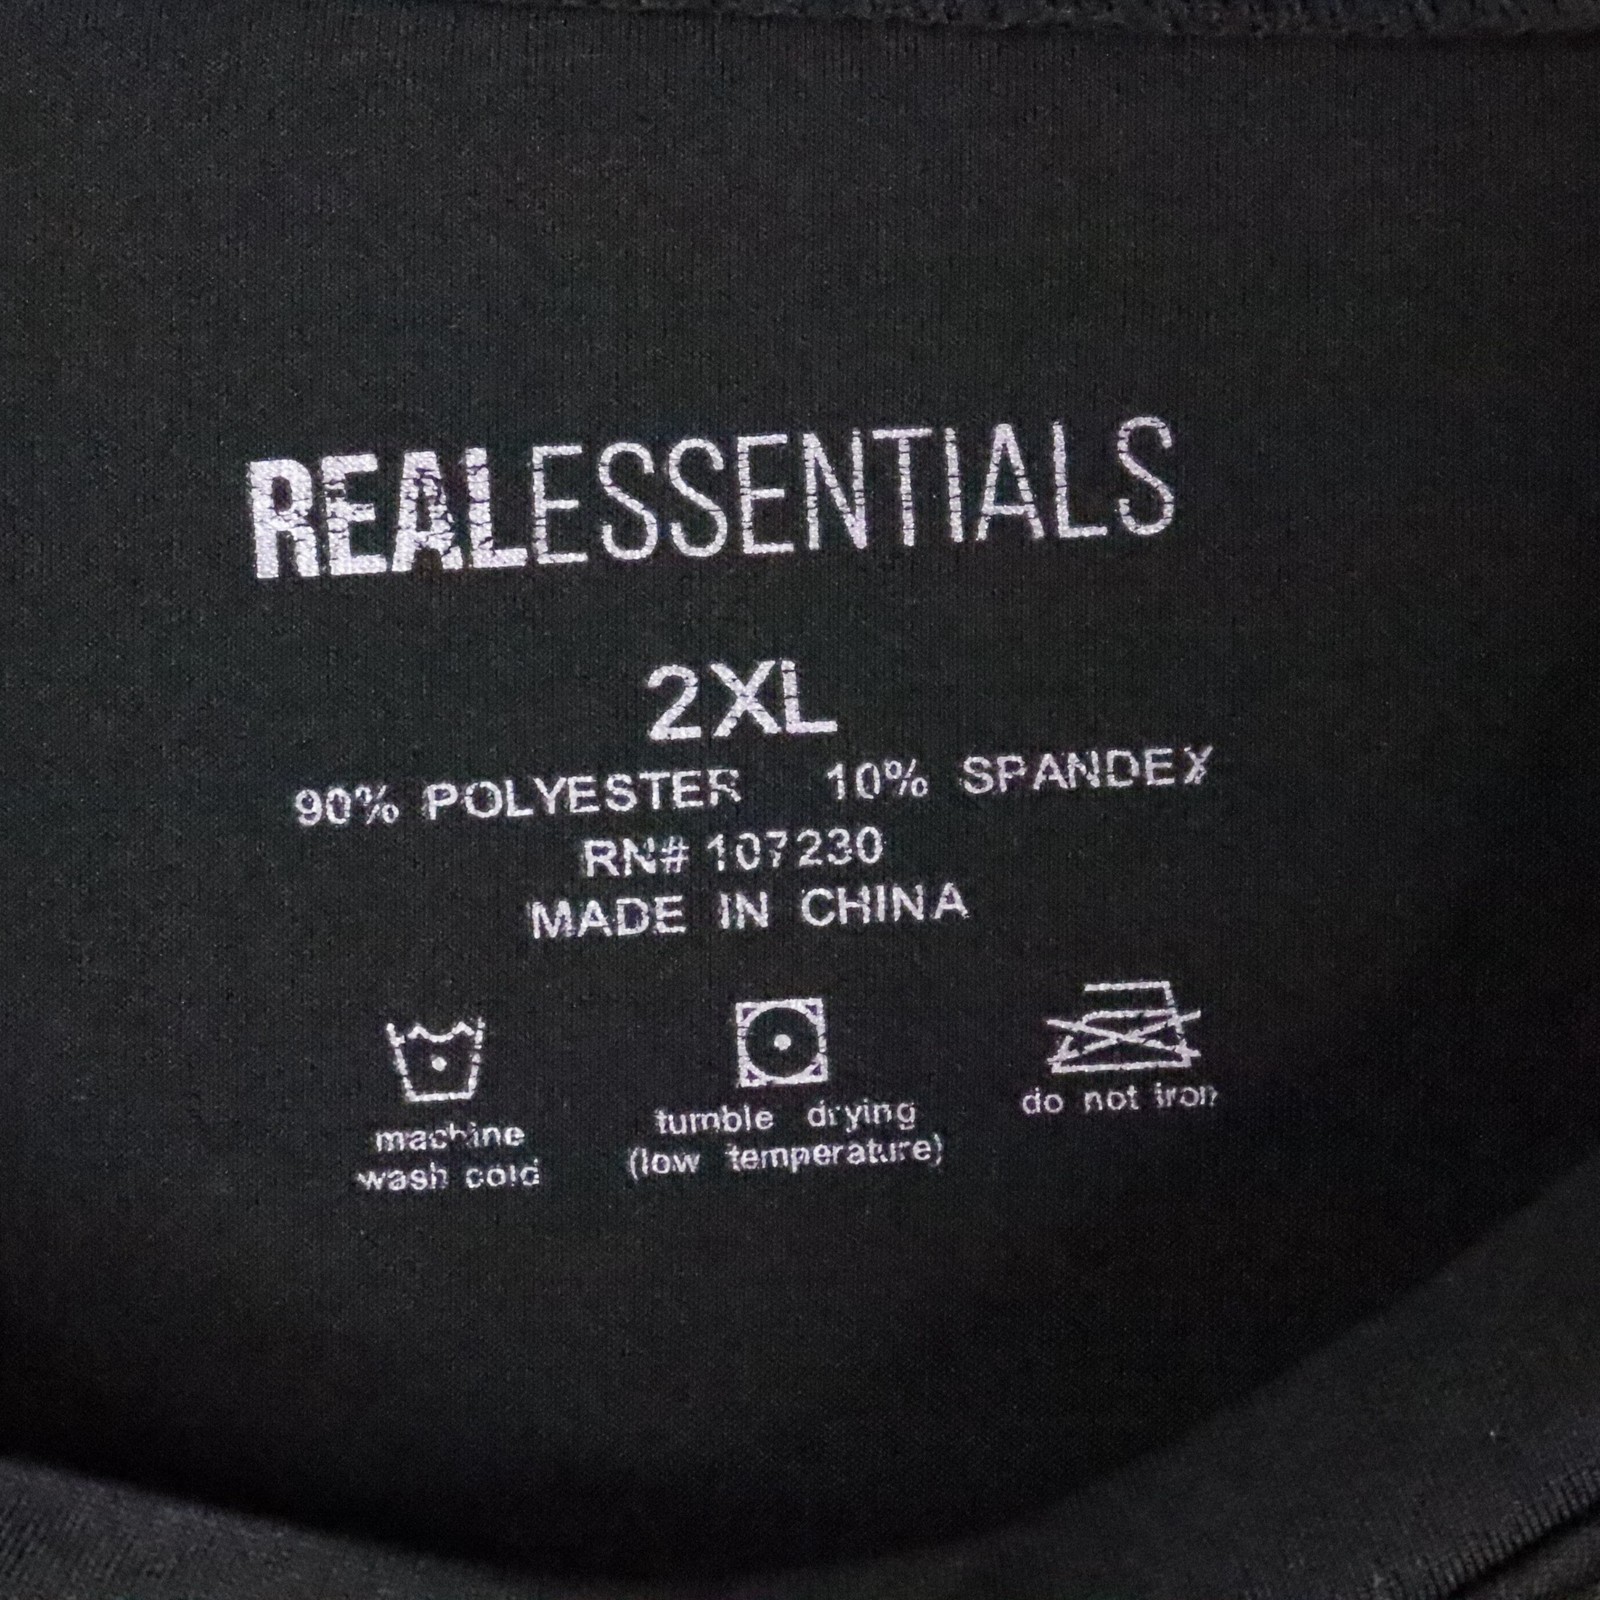 REALESSENTIALS
2XL
90% POLYESTER 10% SPANDEX
RN# 107230
MADE IN CHINA
machine
wash cold
tumble drying
(low temperature)
do not iron